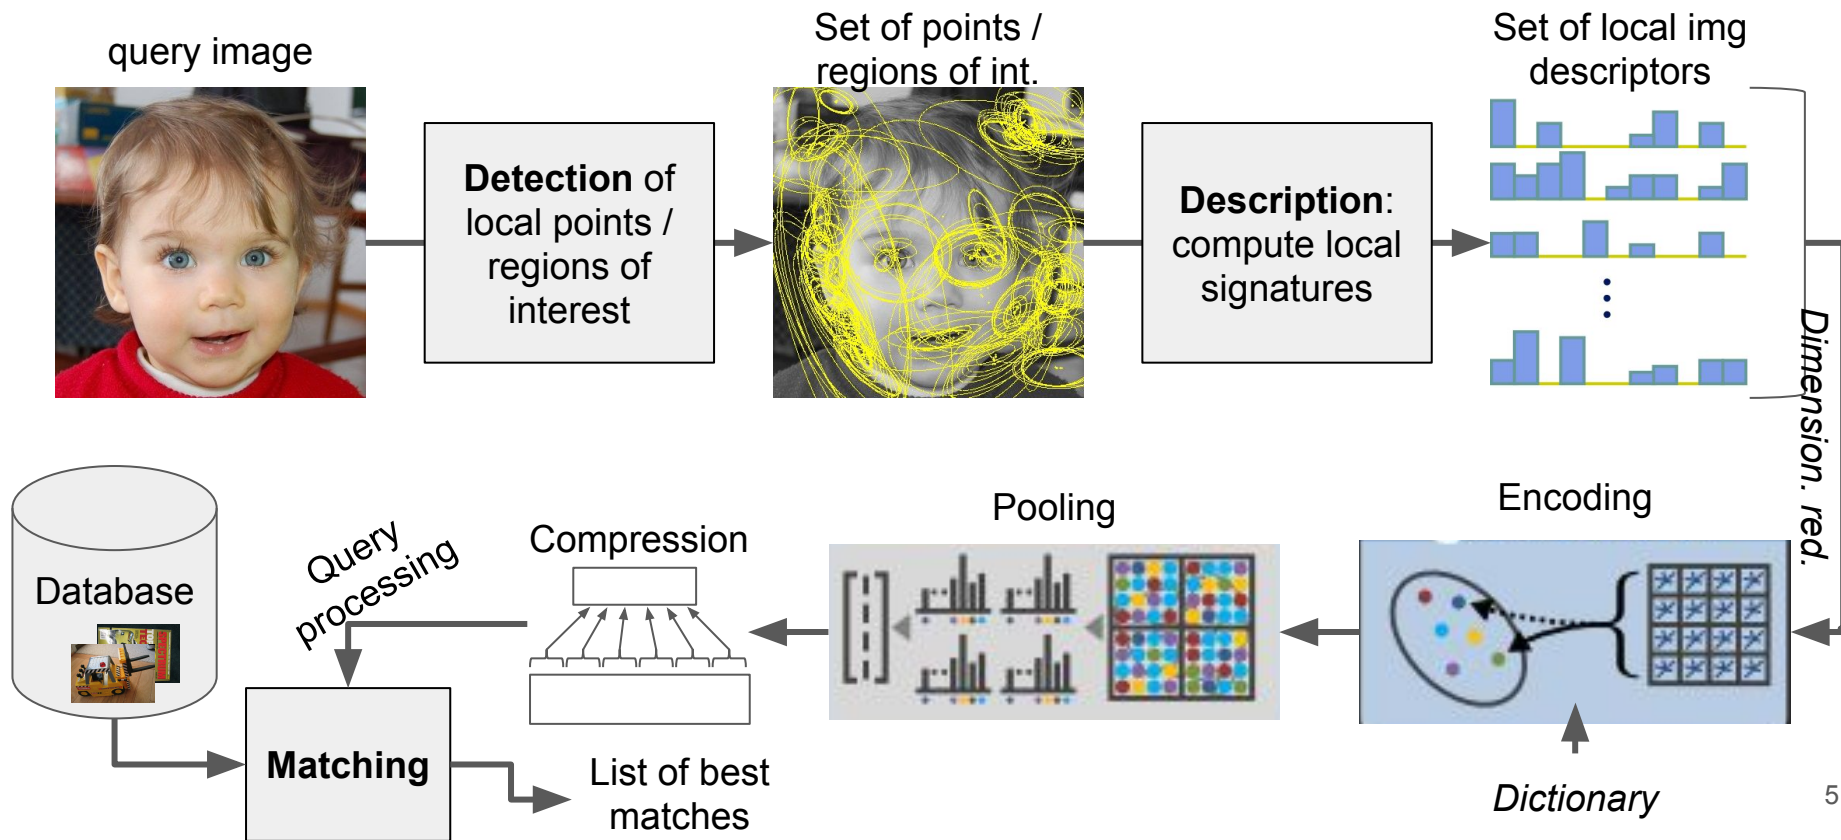 query image
Set of points /
regions of int.
Set of local img
descriptors
Detection of
local points /
regions of
interest
Description:
compute local
signatures
Dimension. red.
Encoding
Pooling
Compression
Query
processing
Database
Matching
List of best
matches
Dictionary
5